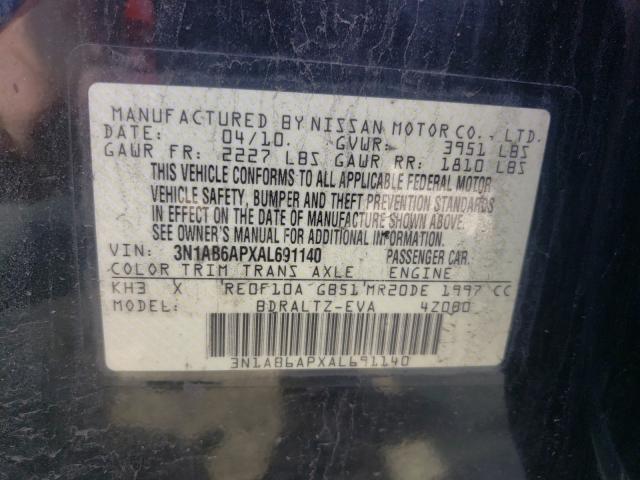 MANUFACTURED BY NISSAN MOTOR CO., LTD.
DATE: 04/10. GVWR: 3951 LBS
GAWR FR: 2227 LBS GAWR RR: 1810 LBS
THIS VEHICLE CONFORMS TO ALL APPLICABLE FEDERAL MOTOR
VEHICLE SAFETY, BUMPER AND THEFT PREVENTION STANDARDS
IN EFFECT ON THE DATE OF MANUFACTURE SHOWN ABOVE.
SEE OWNER'S MANUAL FOR ADDITIONAL INFORMATION.
VIN: 3N1AB6APXAL691140 PASSENGER CAR.
COLOR TRIM TRANS AXLE ENGINE
KH3 X RE0F10A GB51 MR20DE 1997 CC
MODEL: BDRALTZ-EVA 4Z080
3N1AB6APXAL691140